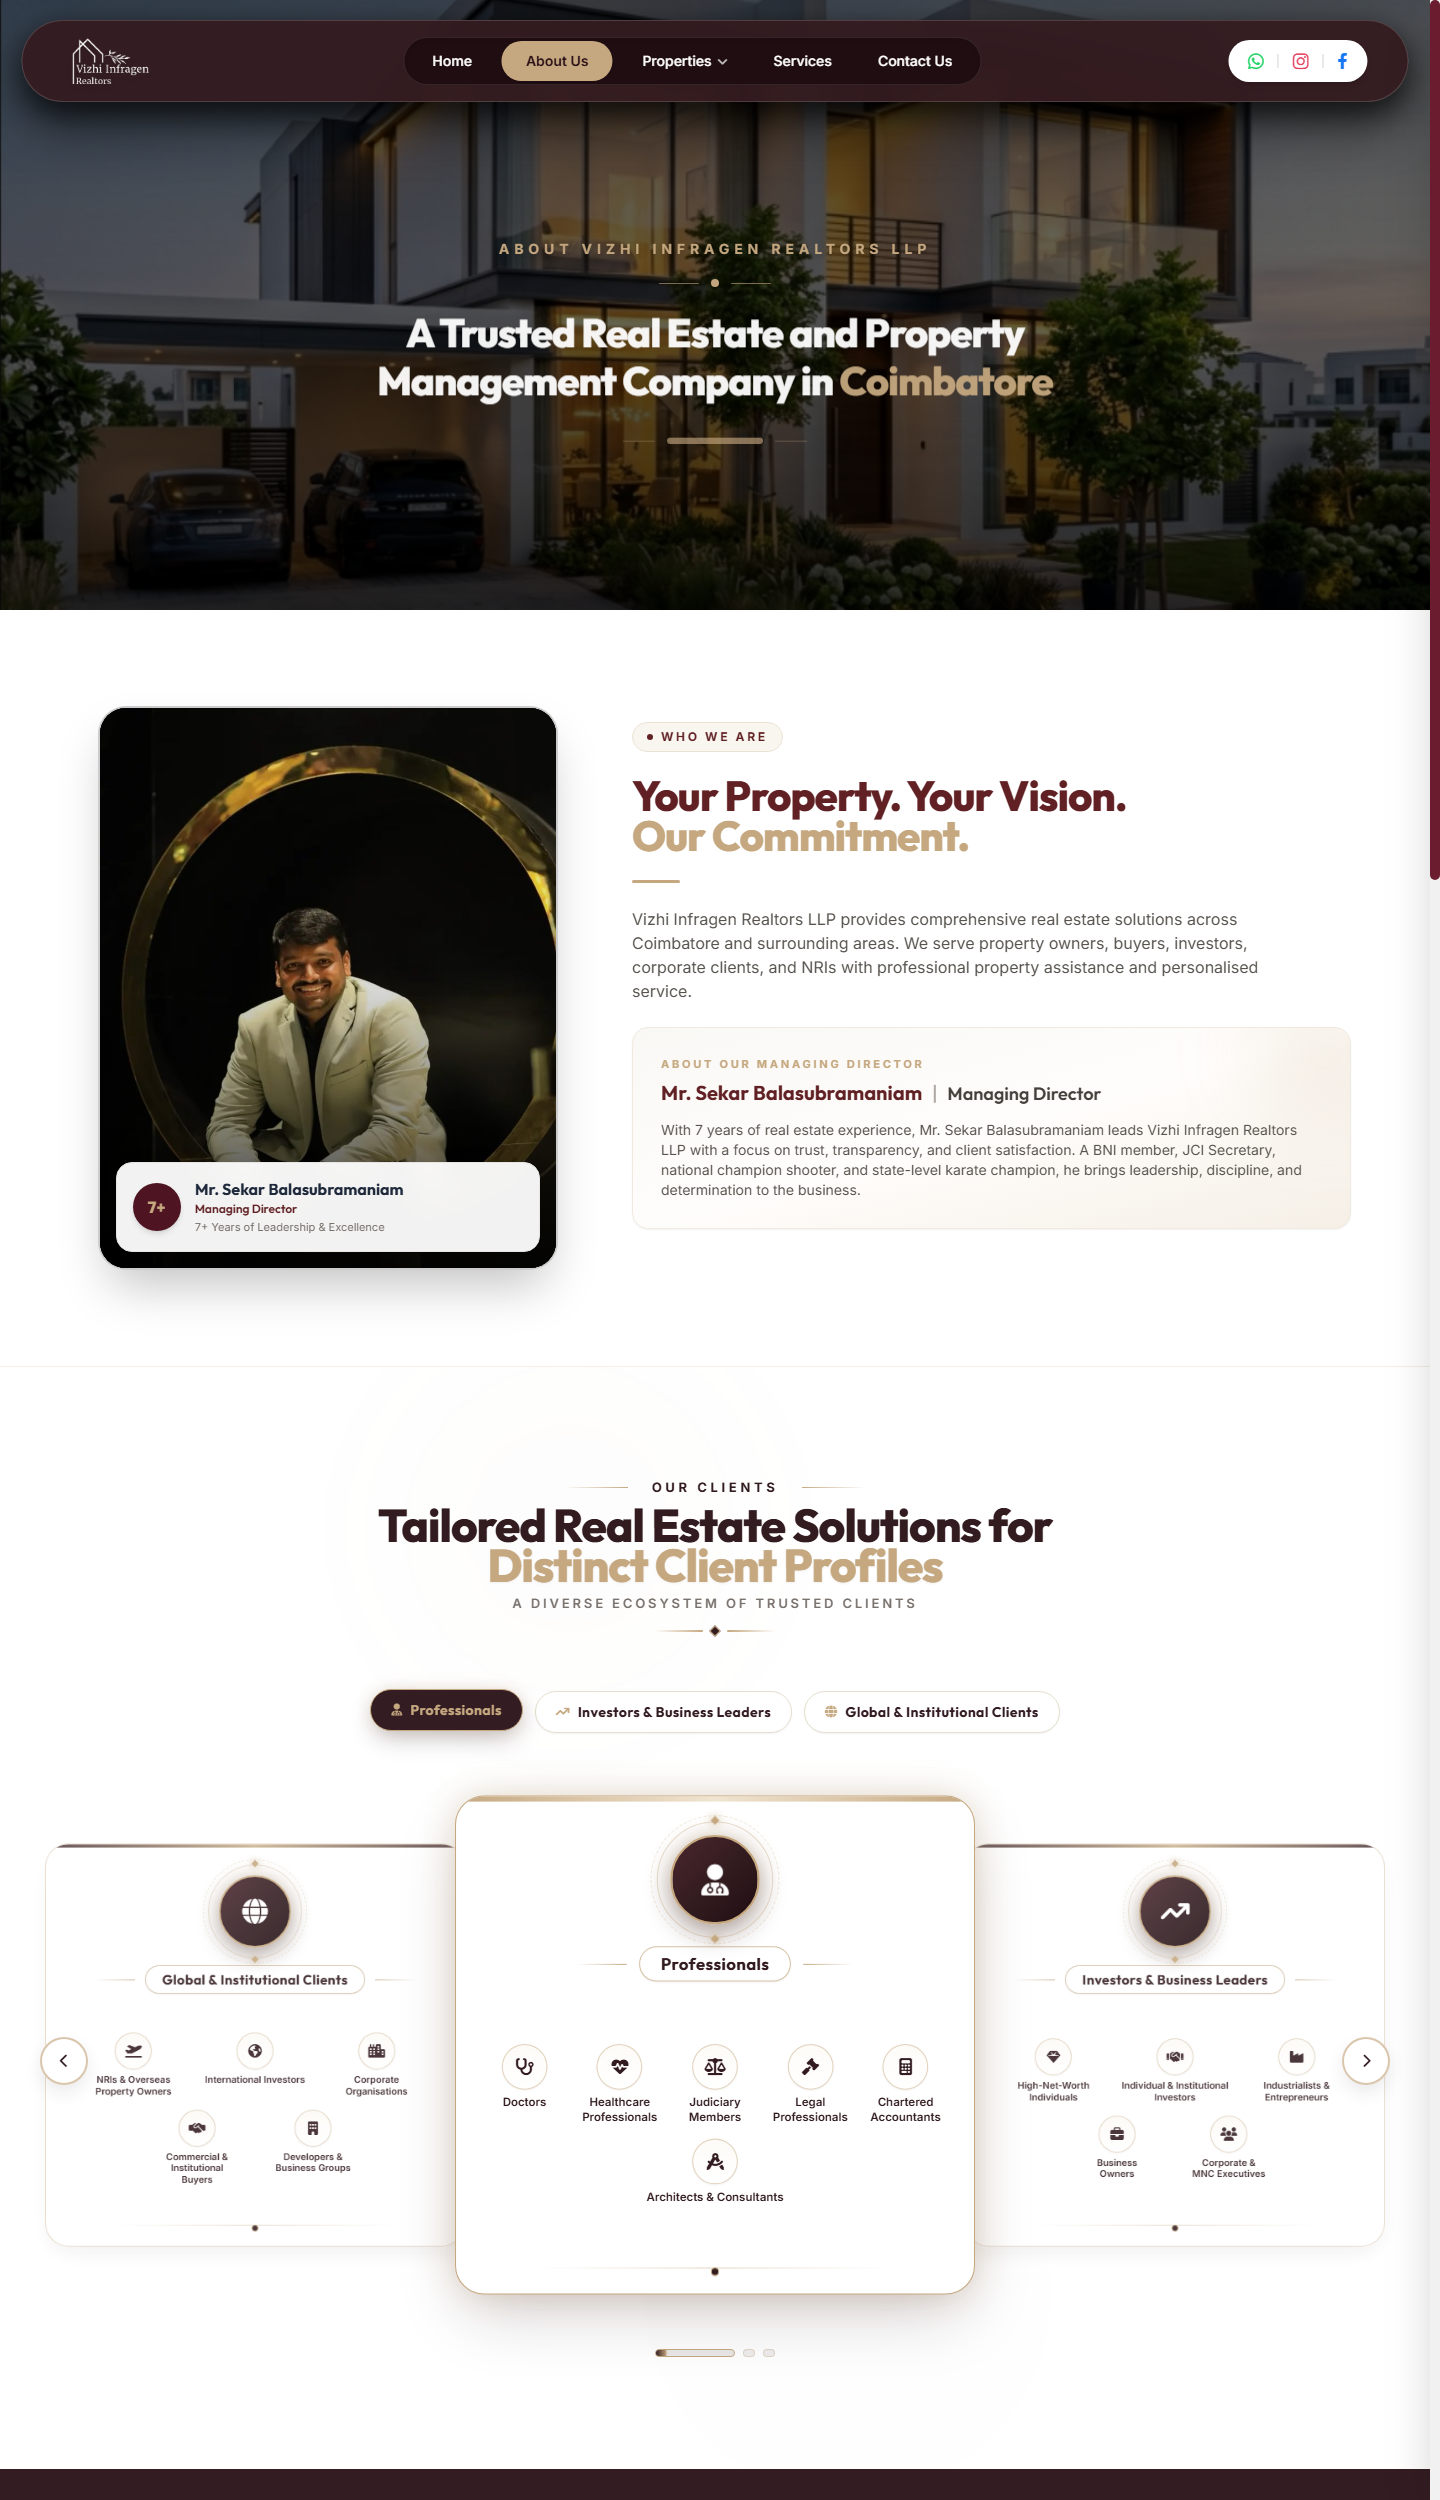 Vizhi Infragen
Realtors
Home
About Us
Properties
Services
Contact Us
ABOUT VIZHI INFRAGEN REALTORS LLP
A Trusted Real Estate and Property
Management Company in Coimbatore
WHO WE ARE
Your Property. Your Vision.
Our Commitment.
Vizhi Infragen Realtors LLP provides comprehensive real estate solutions across
Coimbatore and surrounding areas. We serve property owners, buyers, investors,
corporate clients, and NRIs with professional property assistance and personalised
service.
ABOUT OUR MANAGING DIRECTOR
Mr. Sekar Balasubramaniam | Managing Director
With 7 years of real estate experience, Mr. Sekar Balasubramaniam leads Vizhi Infragen Realtors
LLP with a focus on trust, transparency, and client satisfaction. A BNI member, JCI Secretary,
national champion shooter, and state-level karate champion, he brings leadership, discipline, and
determination to the business.
7+
Mr. Sekar Balasubramaniam
Managing Director
7+ Years of Leadership & Excellence
OUR CLIENTS
Tailored Real Estate Solutions for
Distinct Client Profiles
A DIVERSE ECOSYSTEM OF TRUSTED CLIENTS
Professionals
Investors & Business Leaders
Global & Institutional Clients
Global & Institutional Clients
NRIs & Overseas
Property Owners
International Investors
Corporate
Organisations
Commercial &
Institutional
Buyers
Developers &
Business Groups
Professionals
Doctors
Healthcare
Professionals
Judiciary
Members
Legal
Professionals
Chartered
Accountants
Architects & Consultants
Investors & Business Leaders
High-Net-Worth
Individuals
Individual & Institutional
Investors
Industrialists &
Entrepreneurs
Business
Owners
Corporate &
MNC Executives